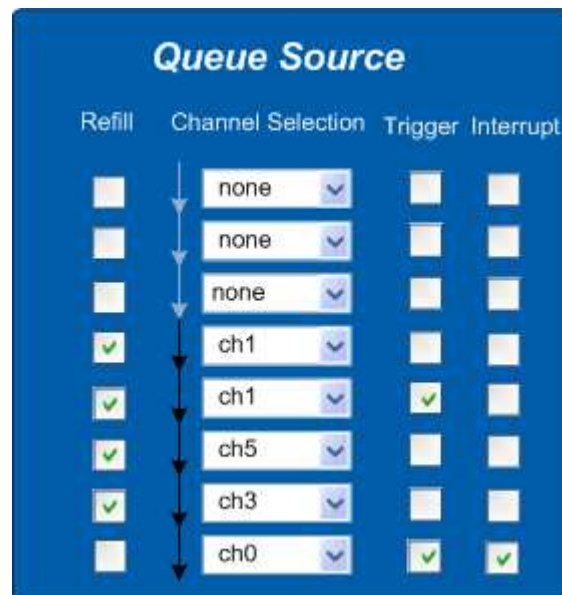 Queue Source
Refill Channel Selection Trigger Interrupt
none
none
none
ch1
ch1
ch5
ch3
ch0